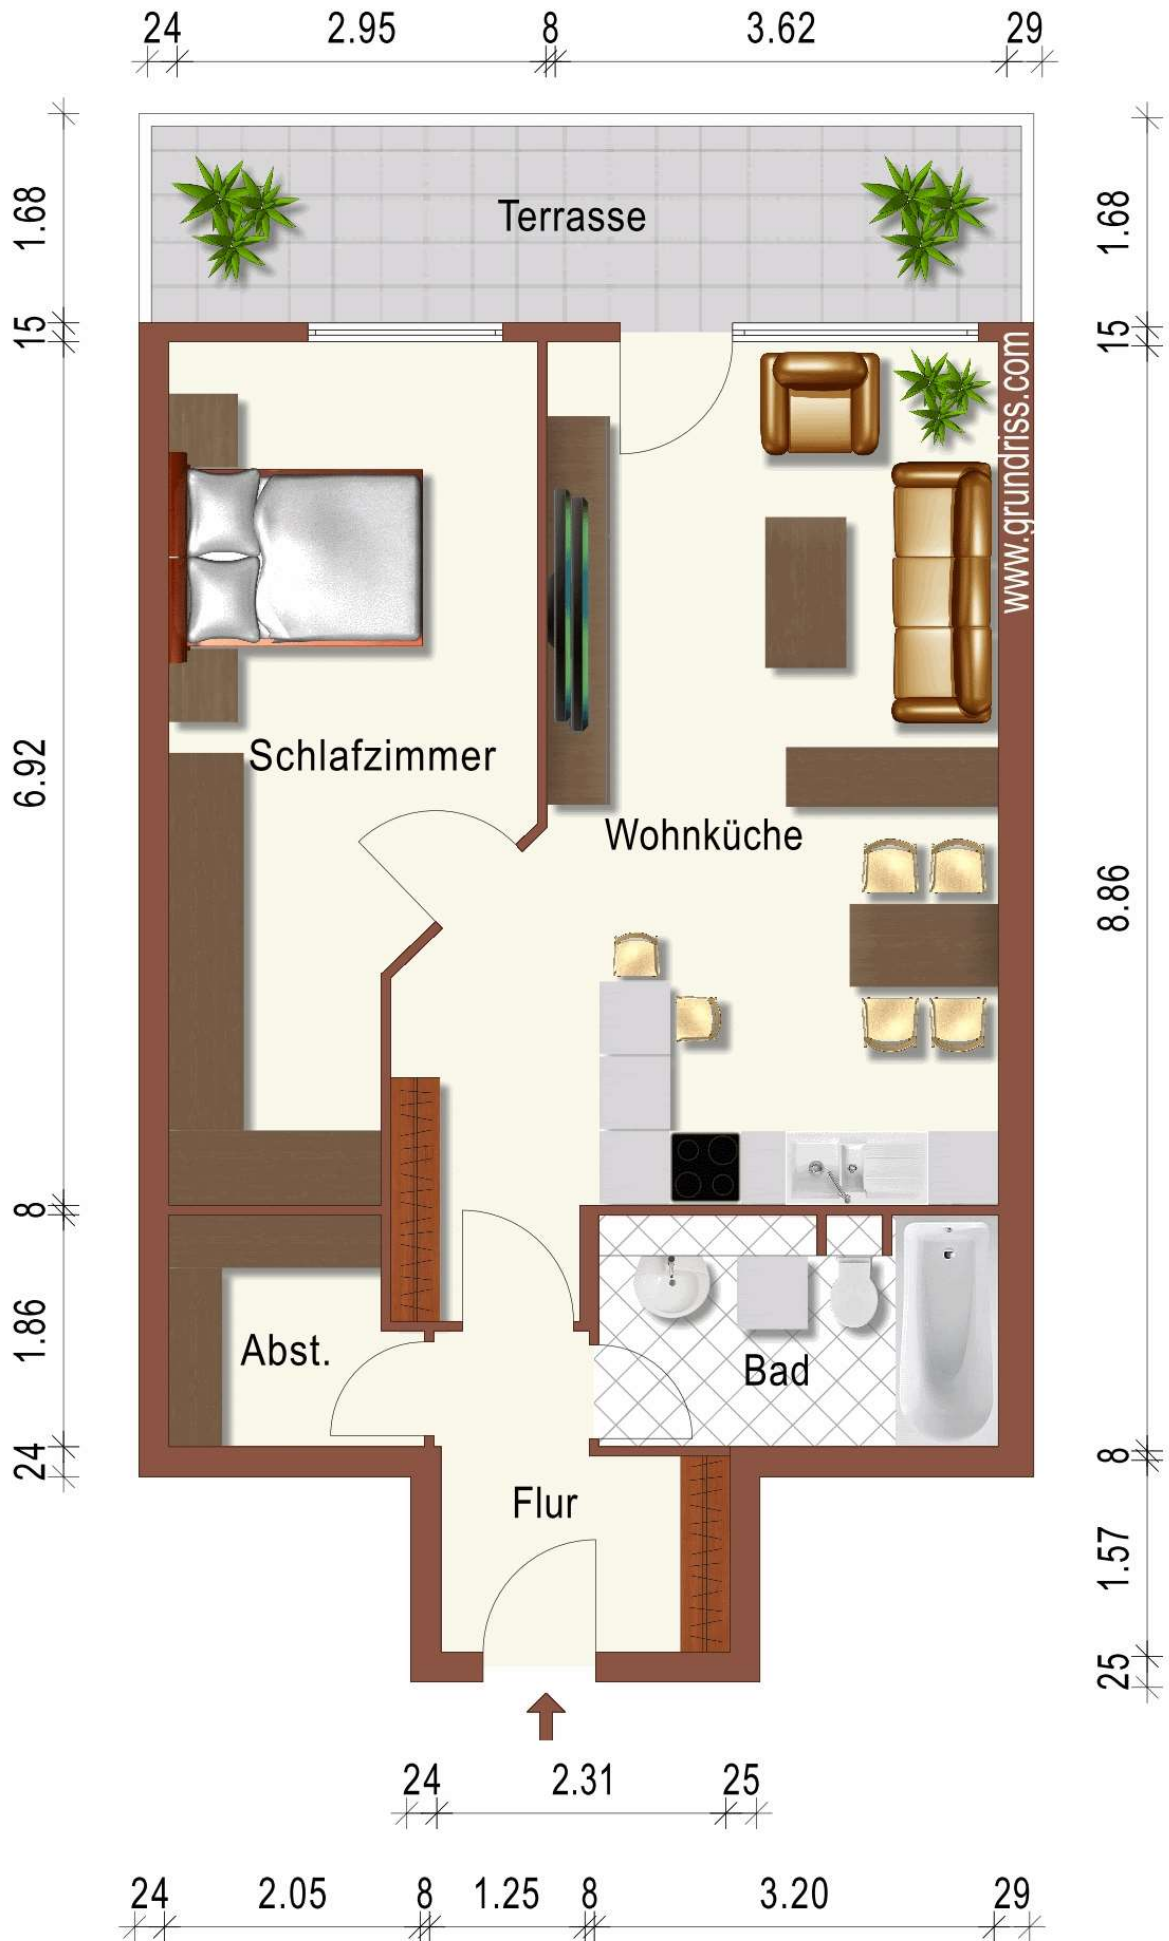 24 2.95 8 3.62 29
1.68
15
6.92
8
1.86
24
Terrasse
Schlafzimmer
Wohnküche
Abst.
Bad
Flur
www.grundriss.com
1.68
15
8.86
8
1.57
25
24 2.31 25
24 2.05 8 1.25 8 3.20 29